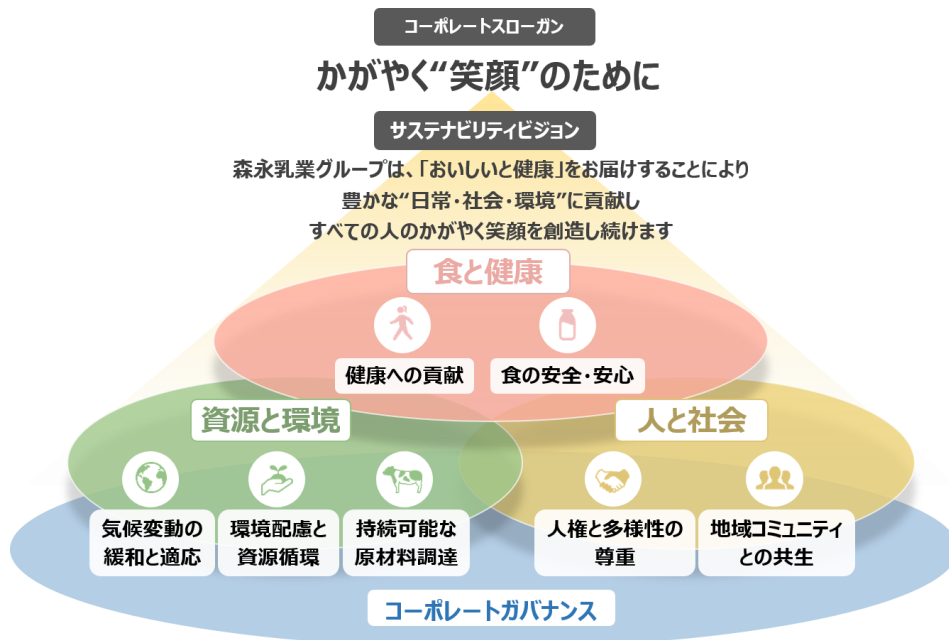 コーポレートスローガン
かがやく“笑顔”のために
サステナビリティビジョン
森永乳業グループは、「おいしいと健康」をお届けすることにより
豊かな“日常・社会・環境”に貢献し
すべての人のかがやく笑顔を創造し続けます
食と健康
健康への貢献
食の安全・安心
資源と環境
気候変動の
緩和と適応
環境配慮と
資源循環
持続可能な
原材料調達
人と社会
人権と多様性の
尊重
地域コミュニティ
との共生
コーポレートガバナンス